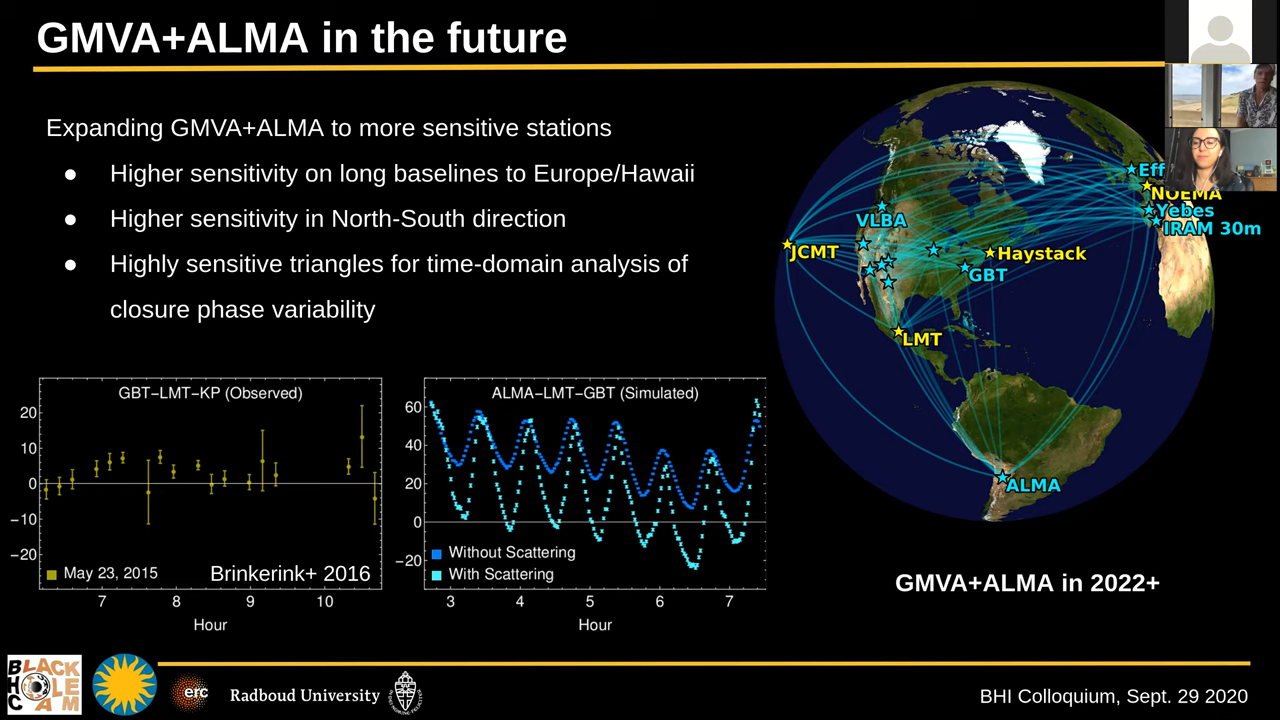 GMVA+ALMA in the future
Expanding GMVA+ALMA to more sensitive stations
● Higher sensitivity on long baselines to Europe/Hawaii
● Higher sensitivity in North-South direction
● Highly sensitive triangles for time-domain analysis of
closure phase variability
Eff
NOEMA
Yebes
IRAM 30m
VLBA
JCMT
Haystack
GBT
LMT
ALMA
GMVA+ALMA in 2022+
GBT−LMT−KP (Observed)
20
10
0
−10
−20
May 23, 2015
Brinkerink+ 2016
7 8 9 10
Hour
ALMA−LMT−GBT (Simulated)
60
40
20
0
−20
Without Scattering
With Scattering
3 4 5 6 7
Hour
BLACK
HOLE
CAM
erc
Radboud University
BHI Colloquium, Sept. 29 2020